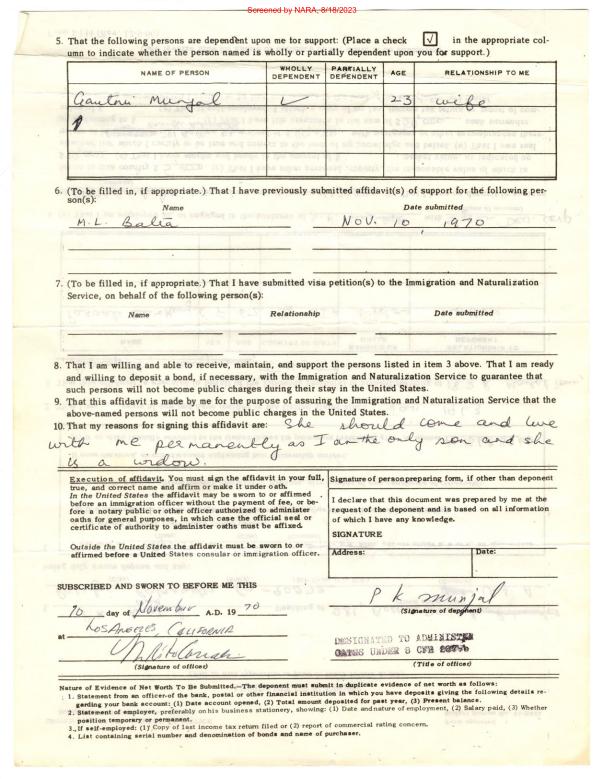 Screened by NARA, 8/18/2023
5. That the following persons are dependent upon me for support: (Place a check [√] in the appropriate col-
umn to indicate whether the person named is wholly or partially dependent upon you for support.)
NAME OF PERSON WHOLLY DEPENDENT PARTIALLY DEPENDENT AGE RELATIONSHIP TO ME
Munjal ✓ 23 wife
6. (To be filled in, if appropriate.) That I have previously submitted affidavit(s) of support for the following per-
son(s):
Name Date submitted
M.L. Balia NOV. 10, 1970
7. (To be filled in, if appropriate.) That I have submitted visa petition(s) to the Immigration and Naturalization
Service, on behalf of the following person(s):
Name Relationship Date submitted
8. That I am willing and able to receive, maintain, and support the persons listed in item 3 above. That I am ready
and willing to deposit a bond, if necessary, with the Immigration and Naturalization Service to guarantee that
such persons will not become public charges during their stay in the United States.
9. That this affidavit is made by me for the purpose of assuring the Immigration and Naturalization Service that the
above-named persons will not become public charges in the United States.
10. That my reasons for signing this affidavit are: She should come and live
with me permanently as I am the only son and she
is a widow.
Execution of affidavit. You must sign the affidavit in your full,
true, and correct name and affirm or make it under oath.
In the United States the affidavit may be sworn to or affirmed
before an immigration officer without the payment of fee, or be-
fore a notary public or other officer authorized to administer
oaths for general purposes, in which case the official seal or
certificate of authority to administer oaths must be affixed.
Outside the United States the affidavit must be sworn to or
affirmed before a United States consular or immigration officer.
Signature of person preparing form, if other than deponent
I declare that this document was prepared by me at the
request of the deponent and is based on all information
of which I have any knowledge.
SIGNATURE
Address: Date:
SUBSCRIBED AND SWORN TO BEFORE ME THIS
10 day of November A.D. 19 70
P K Munjal
(Signature of deponent)
at Los Angeles, California
DESIGNATED TO ADMINISTER
OATHS UNDER 8 CFR
(Signature of officer)
(Title of officer)
Nature of Evidence of Net Worth To Be Submitted.—The deponent must submit in duplicate evidence of net worth as follows:
1. Statement from an officer of the bank, postal or other financial institution in which you have deposits giving the following details re-
garding your bank account: (1) Date account opened, (2) Total amount deposited for past year, (3) Present balance.
2. Statement of employer, preferably on his business stationery, showing: (1) Date and nature of employment, (2) Salary paid, (3) Whether
position temporary or permanent.
3. If self-employed: (1) Copy of last income tax return filed or (2) report of commercial rating concern.
4. List containing serial number and denomination of bonds and name of purchaser.